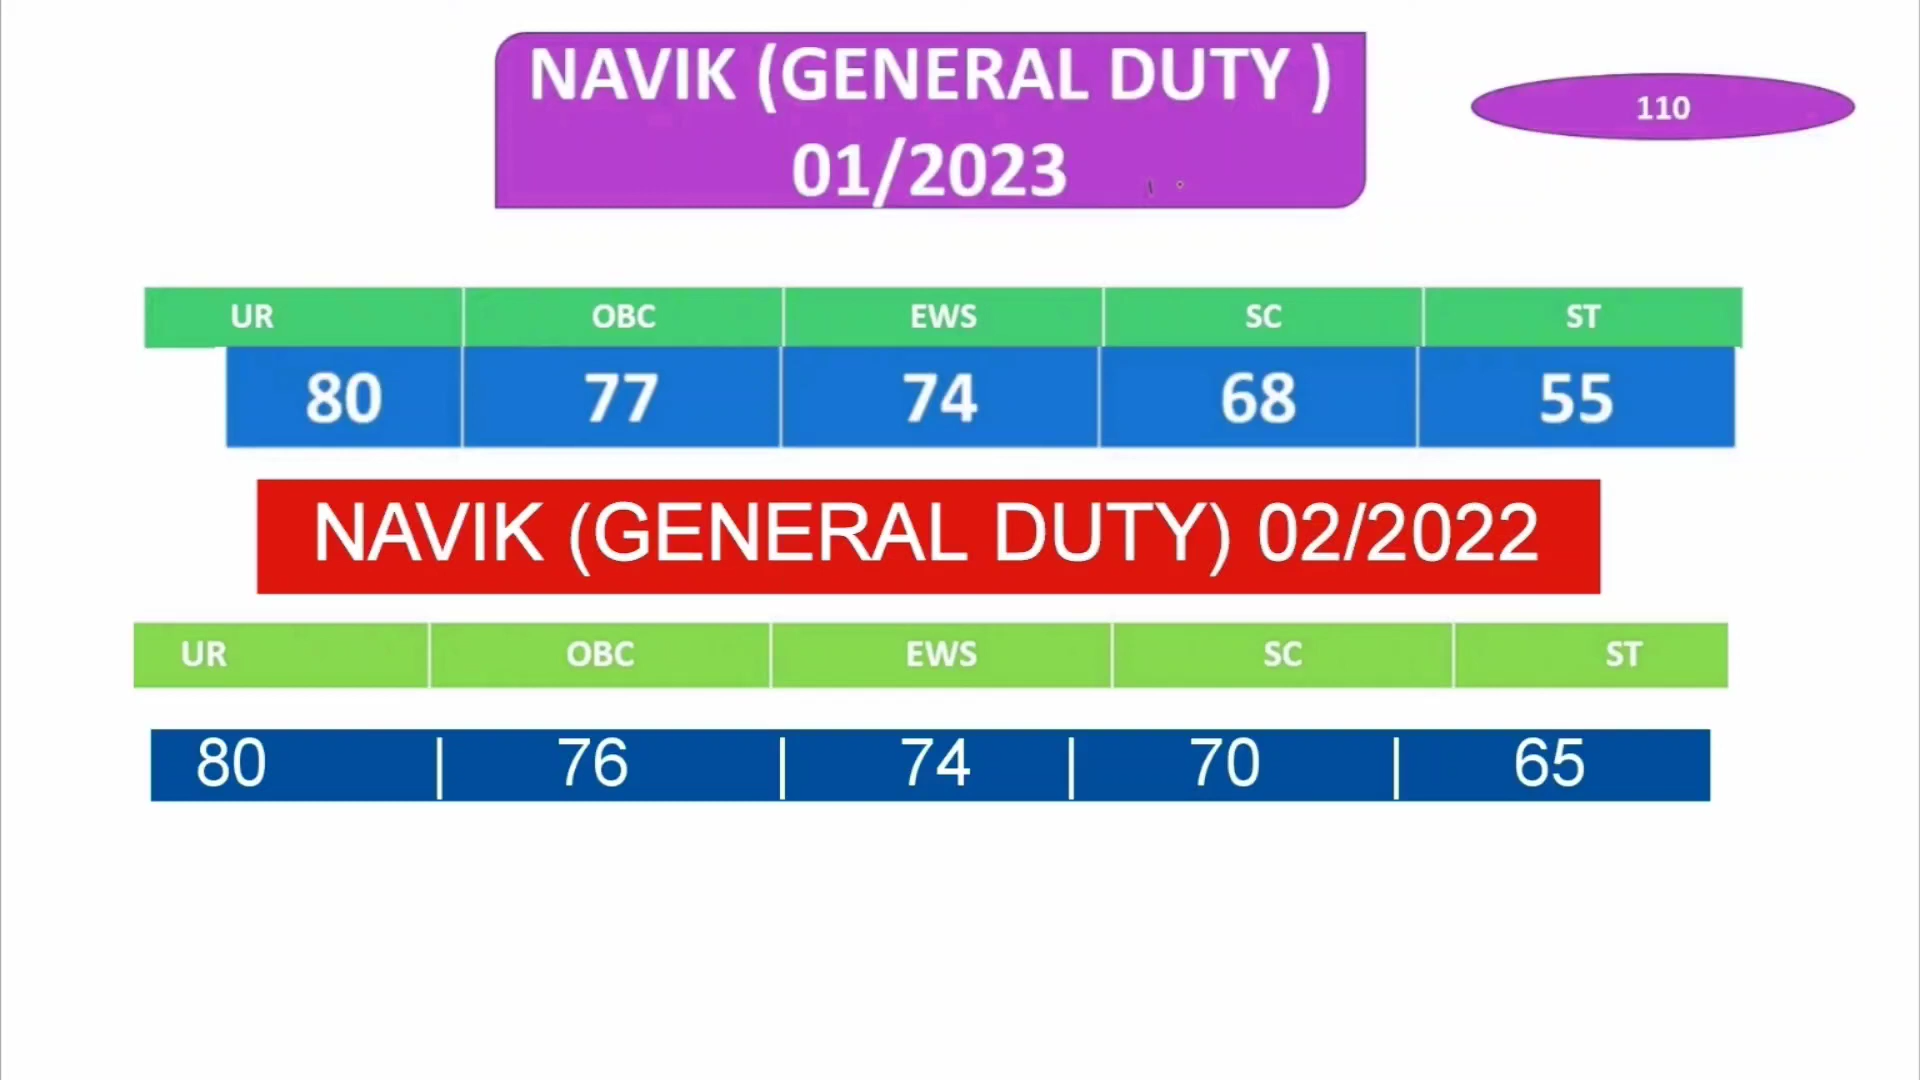 NAVIK (GENERAL DUTY )
01/2023
110
UR OBC EWS SC ST
80 77 74 68 55
NAVIK (GENERAL DUTY) 02/2022
UR OBC EWS SC ST
80 | 76 | 74 | 70 | 65